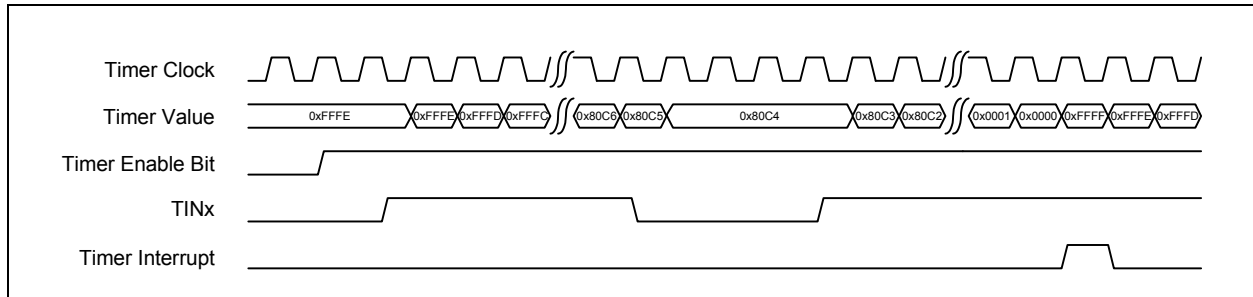 Timer Clock
Timer Value 0xFFFE 0xFFFE 0xFFFD 0xFFFC 0x80C6 0x80C5 0x80C4 0x80C3 0x80C2 0x0001 0x0000 0xFFFF 0xFFFE 0xFFFD
Timer Enable Bit
TINx
Timer Interrupt